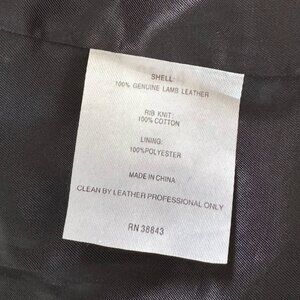 SHELL:
100% GENUINE LAMB LEATHER
RIB KNIT:
100% COTTON
LINING:
100%POLYESTER
MADE IN CHINA
CLEAN BY LEATHER PROFESSIONAL ONLY
RN 38843